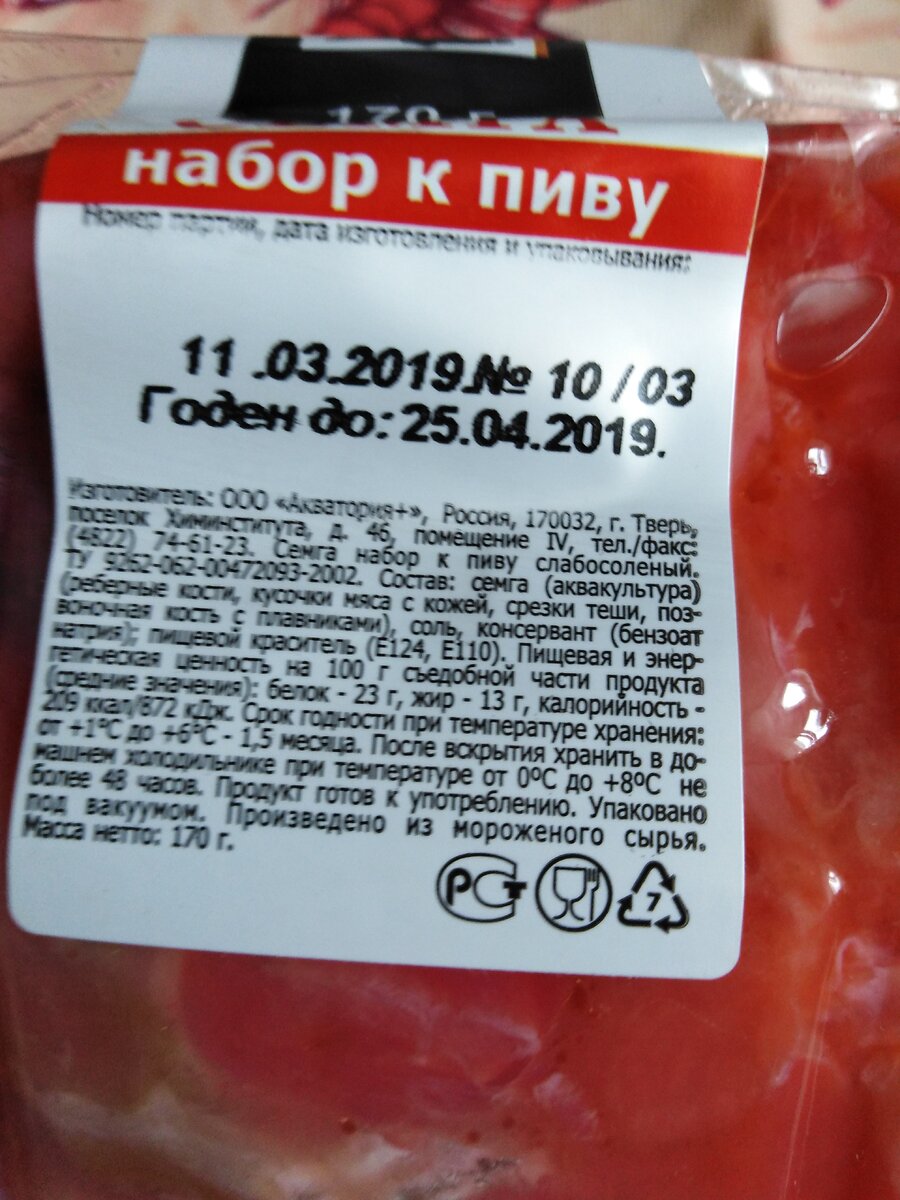 170 г
набор к пиву
Номер партии, дата изготовления и упаковывания:
11 .03.2019 № 10 / 03
Годен до: 25.04.2019.
Изготовитель: ООО «Акватория+», Россия, 170032, г. Тверь,
поселок Химинститута, д. 46, помещение IV, тел./факс:
(4822) 74-61-23. Семга набор к пиву слабосоленый.
ТУ 9262-062-00472093-2002. Состав: семга (аквакультура)
(реберные кости, кусочки мяса с кожей, срезки теши, поз-
воночная кость с плавниками), соль, консервант (бензоат
натрия); пищевой краситель (Е124, Е110). Пищевая и энер-
гетическая ценность на 100 г съедобной части продукта
(средние значения): белок - 23 г, жир - 13 г, калорийность -
209 ккал/872 кДж. Срок годности при температуре хранения:
от +1°С до +6°С - 1,5 месяца. После вскрытия хранить в до-
машнем холодильнике при температуре от 0°С до +8°С не
более 48 часов. Продукт готов к употреблению. Упаковано
под вакуумом. Произведено из мороженого сырья.
Масса нетто: 170 г.
РСТ
7